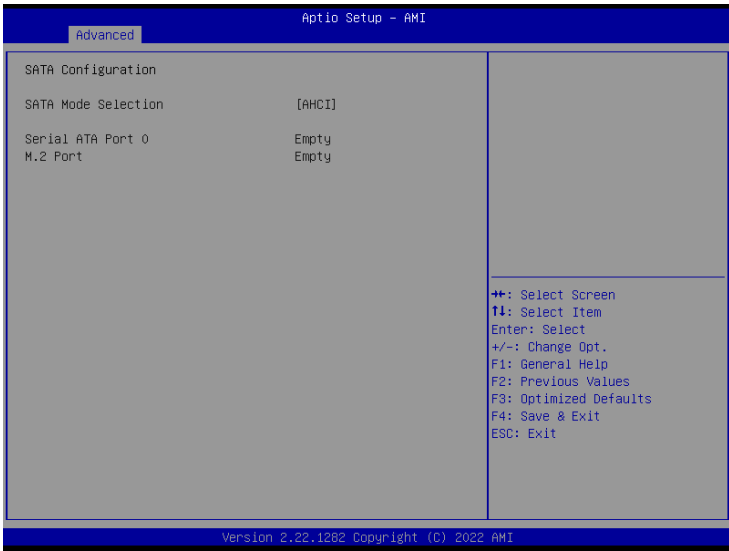 Aptio Setup – AMI
Advanced
SATA Configuration
SATA Mode Selection [AHCI]
Serial ATA Port 0 Empty
M.2 Port Empty
→←: Select Screen
↑↓: Select Item
Enter: Select
+/-: Change Opt.
F1: General Help
F2: Previous Values
F3: Optimized Defaults
F4: Save & Exit
ESC: Exit
Version 2.22.1282 Copyright (C) 2022 AMI